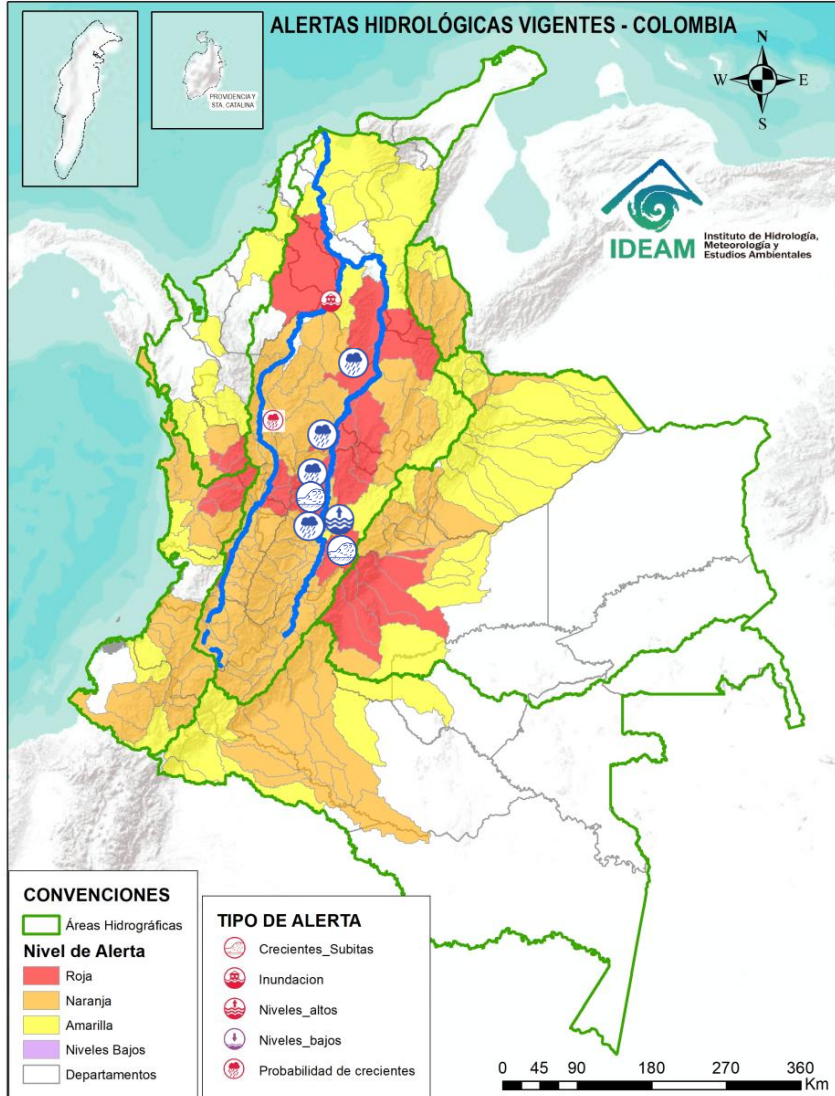 ALERTAS HIDROLÓGICAS VIGENTES - COLOMBIA
PROVIDENCIA Y
STA. CATALINA
N
W
E
S
IDEAM
Instituto de Hidrología,
Meteorología y
Estudios Ambientales
CONVENCIONES
Áreas Hidrográficas
Nivel de Alerta
Roja
Naranja
Amarilla
Niveles Bajos
Departamentos
TIPO DE ALERTA
Crecientes_Subitas
Inundacion
Niveles_altos
Niveles_bajos
Probabilidad de crecientes
0 45 90 180 270 360
Km